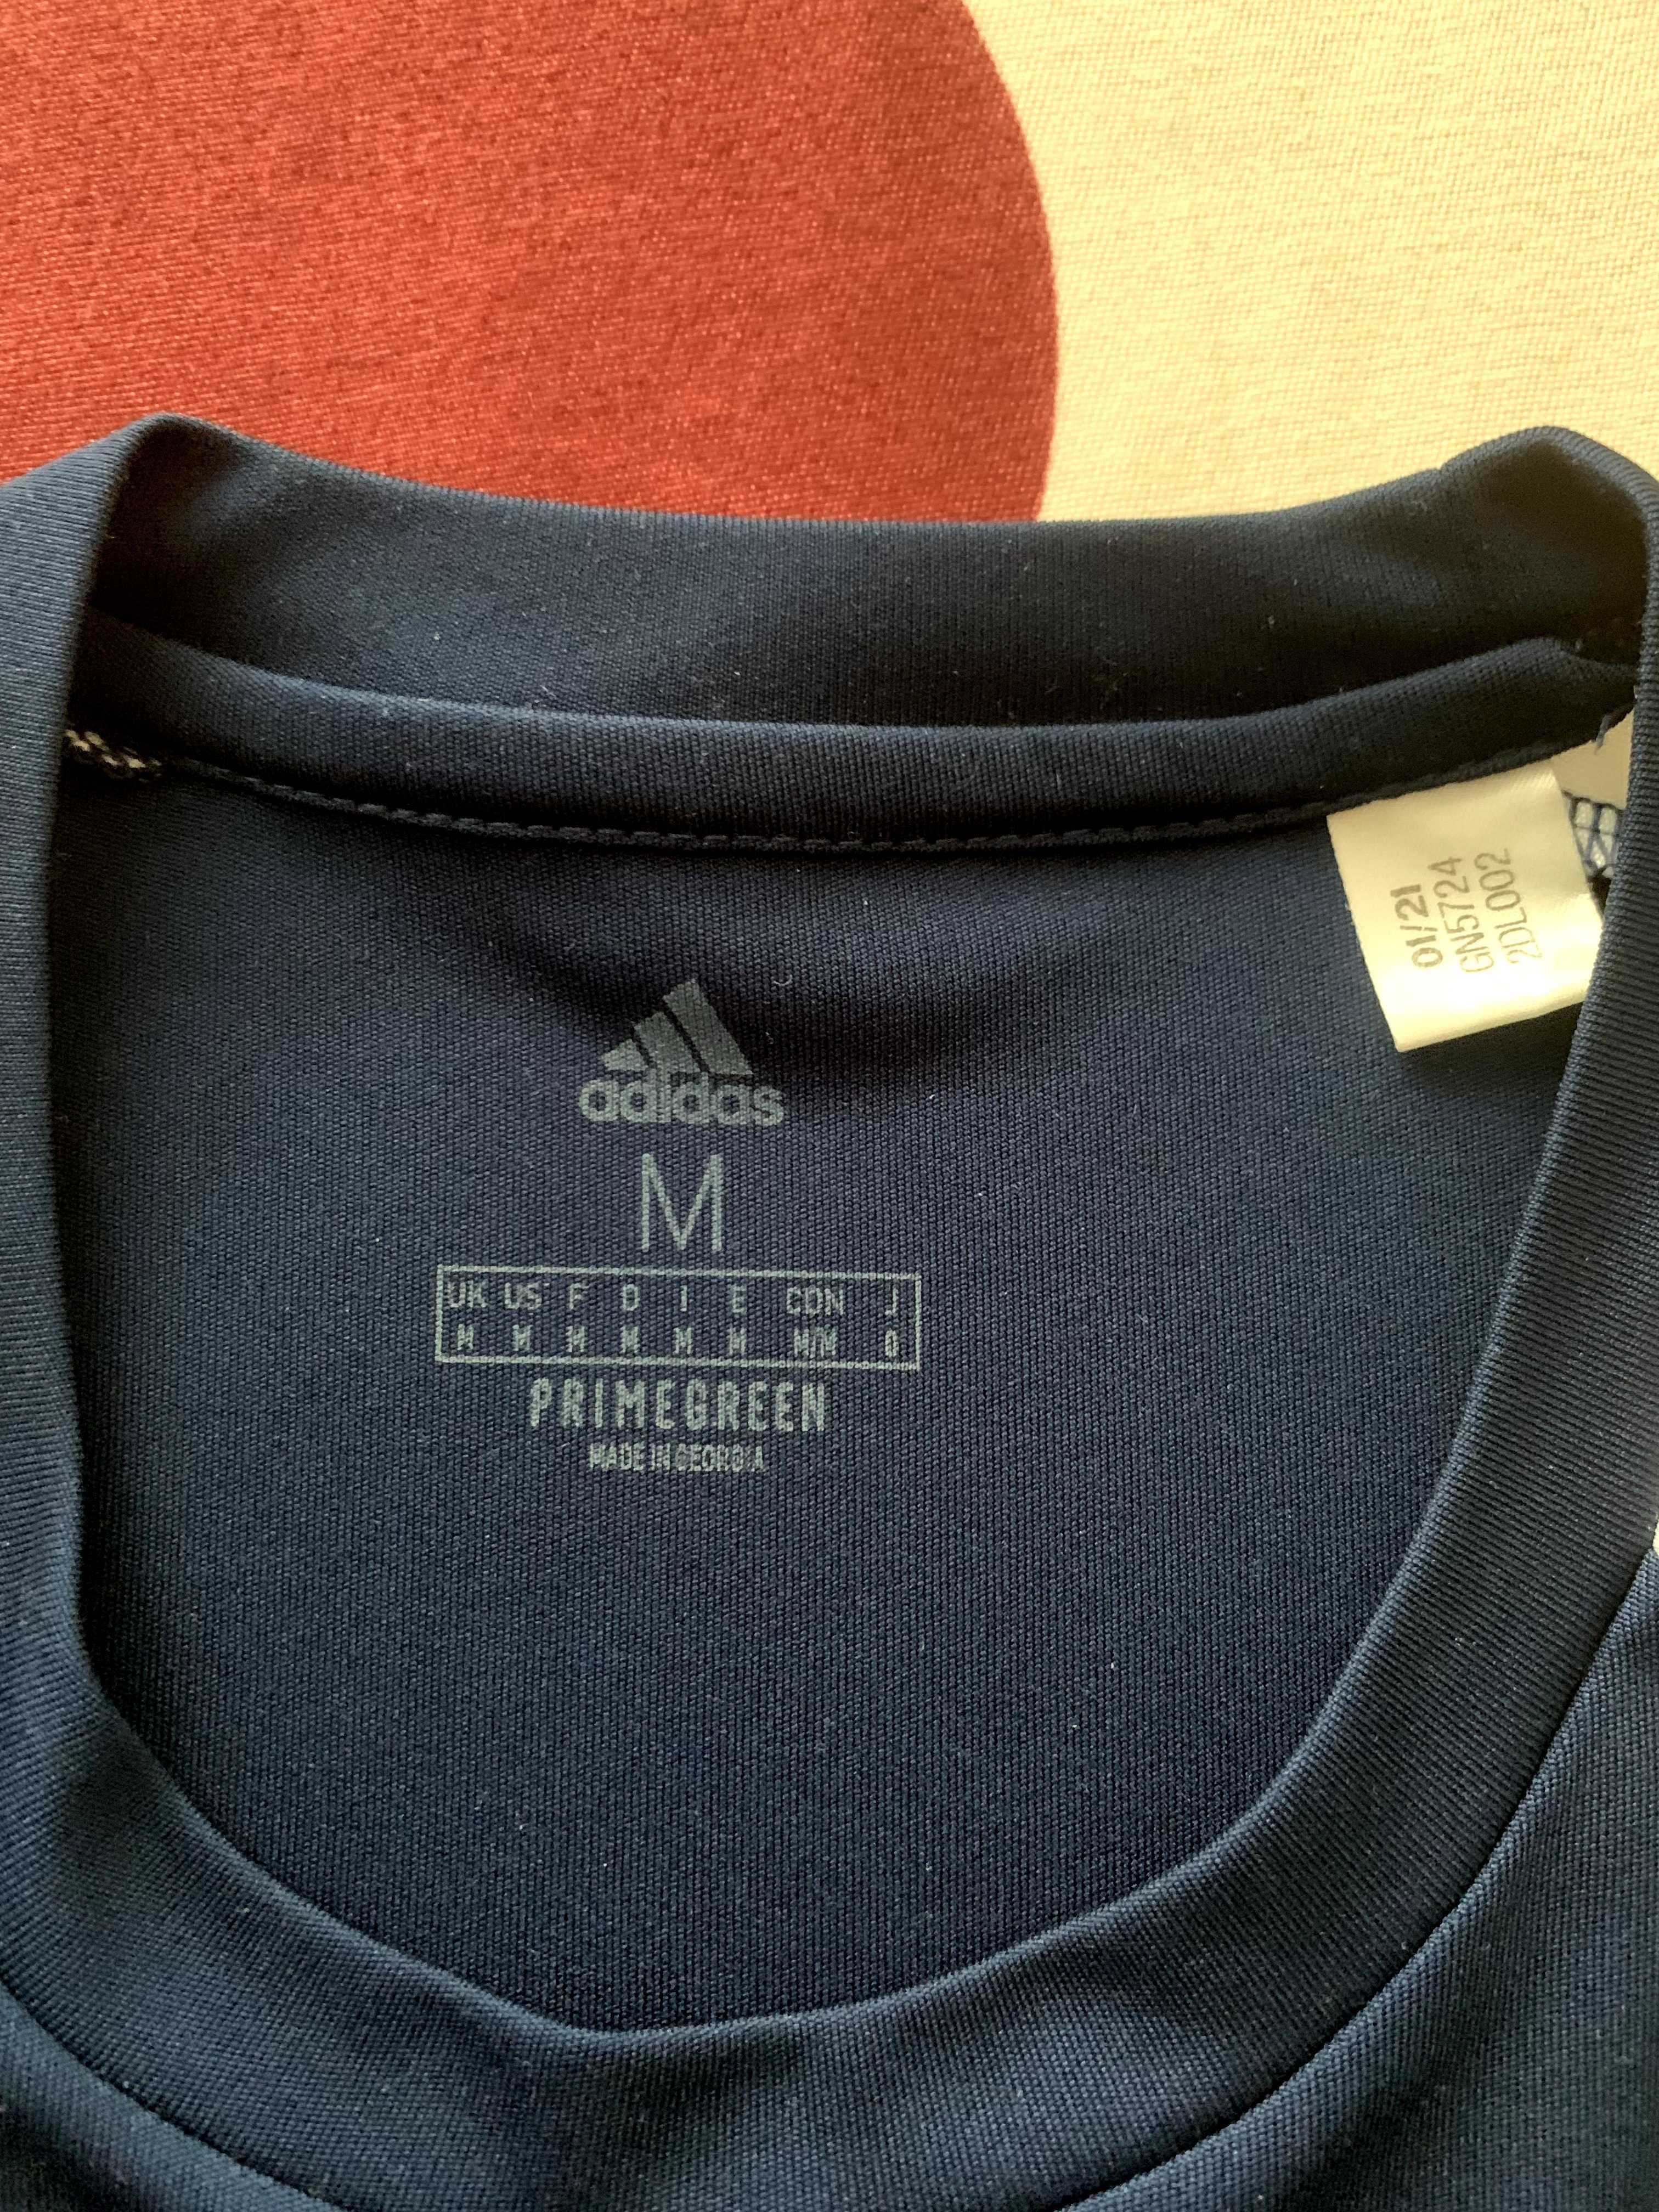 adidas
M
UK US F D I E CDN J
M M M M M M M/M O
PRIMEGREEN
MADE IN GEORGIA
01/21
GN5724
2DL002